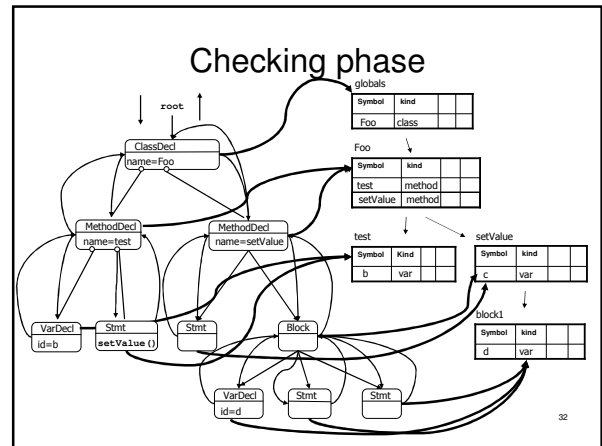 Checking phase
globals
Symbol kind
Foo class
root
ClassDecl
name=Foo
Foo
Symbol kind
test method
setValue method
MethodDecl
name=test
MethodDecl
name=setValue
test
Symbol Kind
b var
setValue
Symbol kind
c var
VarDecl
id=b
Stmt
setValue()
Stmt
Block
block1
Symbol kind
d var
VarDecl
id=d
Stmt
Stmt
32